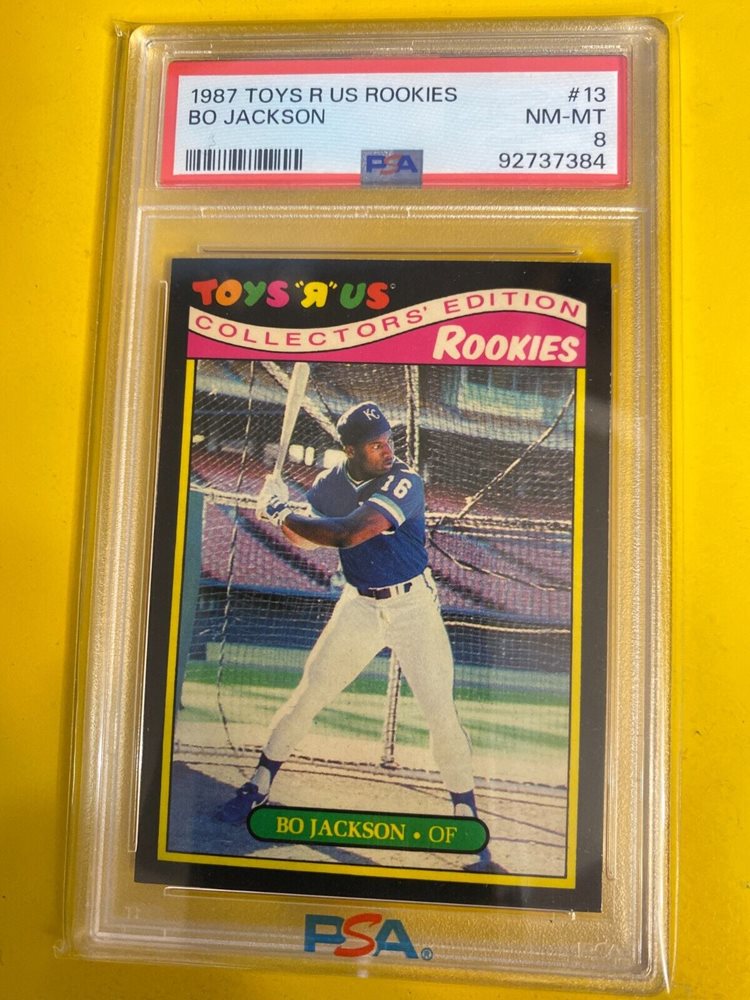 1987 TOYS R US ROOKIES #13
BO JACKSON NM-MT
8
PSA 92737384
TOYS "Я" US
COLLECTORS' EDITION
ROOKIES
KC
16
BO JACKSON • OF
PSA®